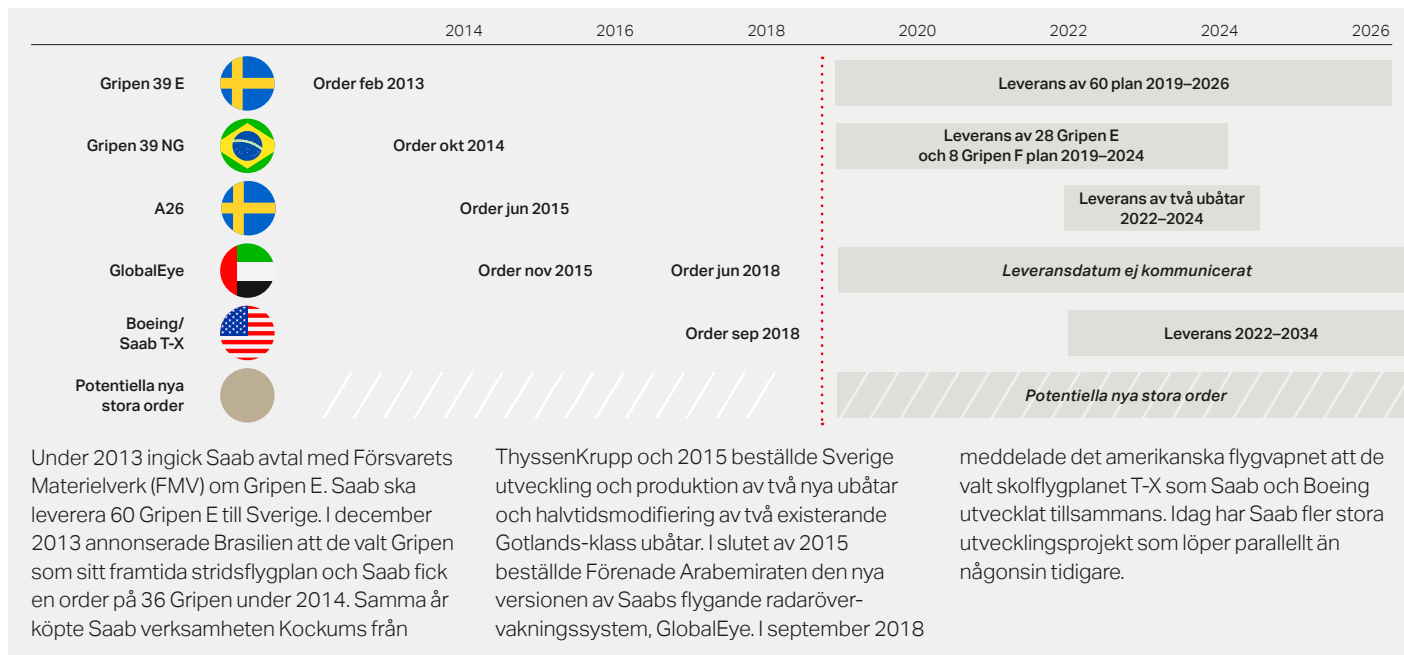 2014 2016 2018 2020 2022 2024 2026
Gripen 39 E Order feb 2013 Leverans av 60 plan 2019–2026
Gripen 39 NG Order okt 2014 Leverans av 28 Gripen E
och 8 Gripen F plan 2019–2024
A26 Order jun 2015 Leverans av två ubåtar
2022–2024
GlobalEye Order nov 2015 Order jun 2018 Leveransdatum ej kommunicerat
Boeing/
Saab T-X Order sep 2018 Leverans 2022–2034
Potentiella nya
stora order Potentiella nya stora order
Under 2013 ingick Saab avtal med Försvarets
Materielverk (FMV) om Gripen E. Saab ska
leverera 60 Gripen E till Sverige. I december
2013 annonserade Brasilien att de valt Gripen
som sitt framtida stridsflygplan och Saab fick
en order på 36 Gripen under 2014. Samma år
köpte Saab verksamheten Kockums från
ThyssenKrupp och 2015 beställde Sverige
utveckling och produktion av två nya ubåtar
och halvtidsmodifiering av två existerande
Gotlands-klass ubåtar. I slutet av 2015
beställde Förenade Arabemiraten den nya
versionen av Saabs flygande radaröver-
vakningssystem, GlobalEye. I september 2018
meddelade det amerikanska flygvapnet att de
valt skolflygplanet T-X som Saab och Boeing
utvecklat tillsammans. Idag har Saab fler stora
utvecklingsprojekt som löper parallellt än
någonsin tidigare.